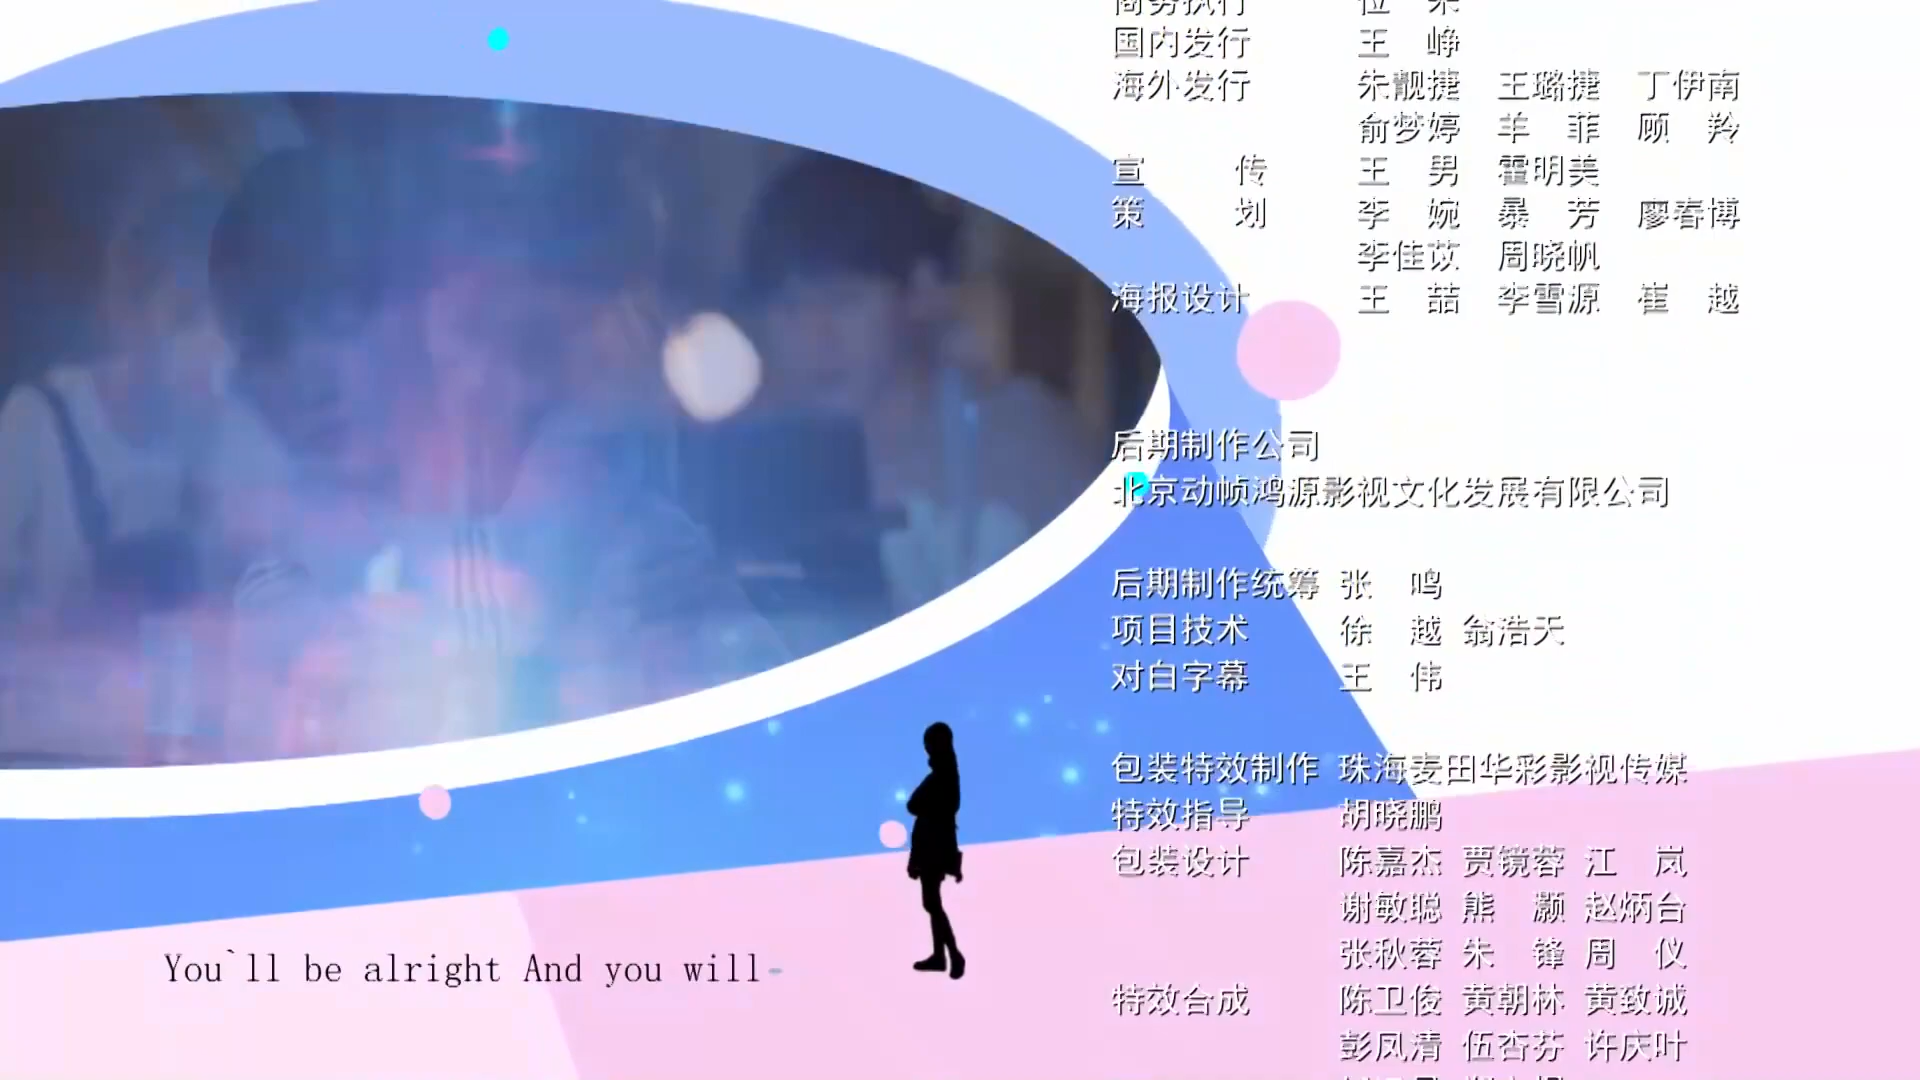 国内发行 王 峥
海外发行 朱靓捷 王璐捷 丁伊南
俞梦婷 羊 菲 顾 羚
宣 传 王 男 霍明美
策 划 李 婉 暴 芳 廖春博
李佳苡 周晓帆
海报设计 王 喆 李雪源 崔 越
后期制作公司
北京动帧鸿源影视文化发展有限公司
后期制作统筹 张 鸣
项目技术 徐 越 翁浩天
对白字幕 王 伟
包装特效制作 珠海麦田华彩影视传媒
特效指导 胡晓鹏
包装设计 陈嘉杰 贾镜蓉 江 岚
谢敏聪 熊 灏 赵炳台
张秋蓉 朱 锋 周 仪
特效合成 陈卫俊 黄朝林 黄致诚
彭凤清 伍杏芬 许庆叶
You`ll be alright And you will